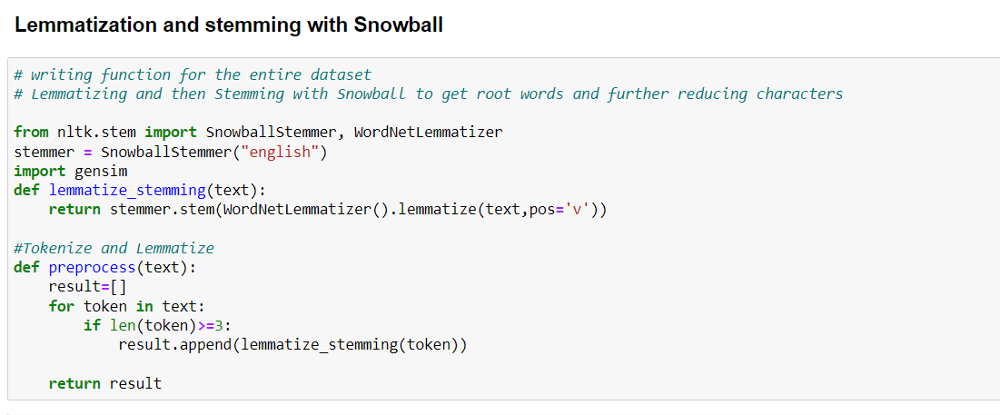 Lemmatization and stemming with Snowball
# writing function for the entire dataset
# Lemmatizing and then Stemming with Snowball to get root words and further reducing characters
from nltk.stem import SnowballStemmer, WordNetLemmatizer
stemmer = SnowballStemmer("english")
import gensim
def lemmatize_stemming(text):
    return stemmer.stem(WordNetLemmatizer().lemmatize(text,pos='v'))
#Tokenize and Lemmatize
def preprocess(text):
    result=[]
    for token in text:
        if len(token)>=3:
            result.append(lemmatize_stemming(token))
    return result